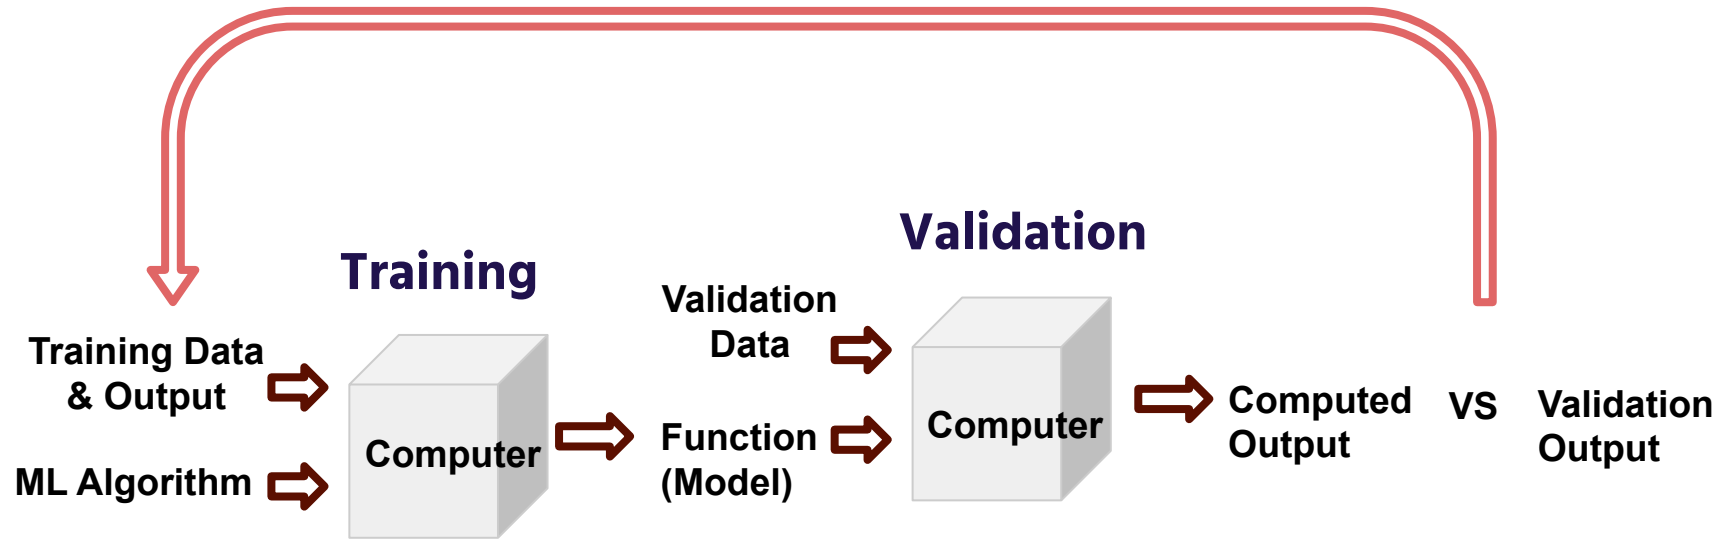 Training
Validation
Training Data
& Output
ML Algorithm
Computer
Function
(Model)
Validation
Data
Computer
Computed
Output
VS
Validation
Output